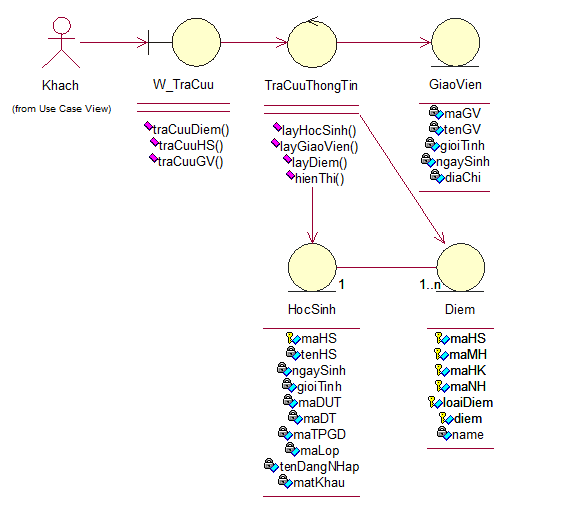 Khach
(from Use Case View)
W_TraCuu
traCuuDiem()
traCuuHS()
traCuuGV()
TraCuuThongTin
layHocSinh()
layGiaoVien()
layDiem()
hienThi()
GiaoVien
maGV
tenGV
gioiTinh
ngaySinh
diaChi
1
1..n
HocSinh
maHS
tenHS
ngaySinh
gioiTinh
maDUT
maDT
maTPGD
maLop
tenDangNHap
matKhau
Diem
maHS
maMH
maHK
maNH
loaiDiem
diem
name